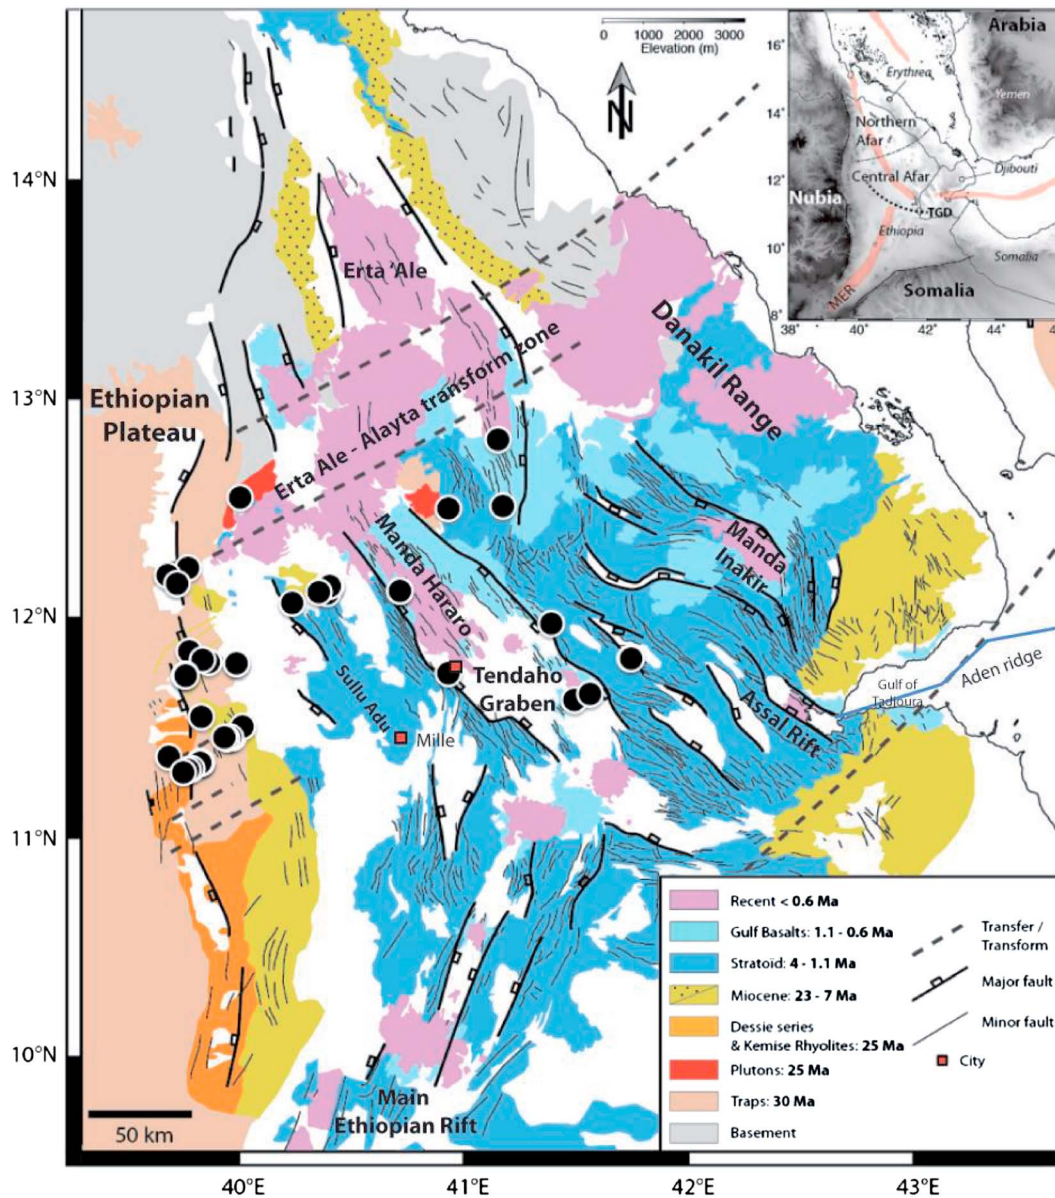 0 1000 2000 3000
Elevation (m)
N
16°
14°
12°
10°
8°
38°
40°
42°
44°
46
Arabia
Erythrea
Yemen
Northern
Afar
Central Afar
Djibouti
Nubia
TGD
Ethiopia
Somalia
MER
Somalia
14°N
13°N
12°N
11°N
10°N
Erta Ale
Danakil Range
Ethiopian
Plateau
Erta Ale - Alayta transform zone
Manda Hararo
Manda
Inakir
Tendaho
Graben
Sullu Adu
Mille
Assal Rift
Gulf of
Tadjoura
Aden ridge
Main
Ethiopian Rift
50 km
Recent < 0.6 Ma
Gulf Basalts: 1.1 - 0.6 Ma
Stratoïd: 4 - 1.1 Ma
Miocene: 23 - 7 Ma
Dessie series
& Kemise Rhyolites: 25 Ma
Plutons: 25 Ma
Traps: 30 Ma
Basement
Transfer /
Transform
Major fault
Minor fault
City
40°E
41°E
42°E
43°E